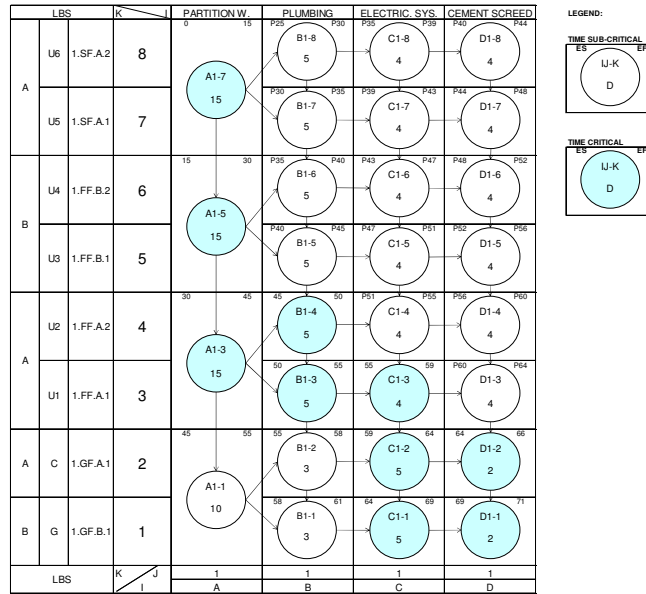 LBS K J PARTITION W. PLUMBING ELECTRIC. SYS. CEMENT SCREED
LEGEND:
TIME SUB-CRITICAL
ES EF
IJ-K
D
TIME CRITICAL
ES EF
IJ-K
D
0 15 P25 P30 P35 P39 P40 P44
A U6 1.SF.A.2 8 A1-7 15 B1-8 5 C1-8 4 D1-8 4
P30 P35 P39 P43 P44 P48
U5 1.SF.A.1 7 B1-7 5 C1-7 4 D1-7 4
15 30 P35 P40 P43 P47 P48 P52
B U4 1.FF.B.2 6 A1-5 15 B1-6 5 C1-6 4 D1-6 4
P40 P45 P47 P51 P52 P56
U3 1.FF.B.1 5 B1-5 5 C1-5 4 D1-5 4
30 45 45 50 P51 P55 P56 P60
A U2 1.FF.A.2 4 A1-3 15 B1-4 5 C1-4 4 D1-4 4
50 55 55 59 P60 P64
U1 1.FF.A.1 3 B1-3 5 C1-3 4 D1-3 4
45 55 55 58 59 64 64 66
A C 1.GF.A.1 2 A1-1 10 B1-2 3 C1-2 5 D1-2 2
58 61 64 69 69 71
B G 1.GF.B.1 1 B1-1 3 C1-1 5 D1-1 2
LBS K J I 1 1 1 1
A B C D